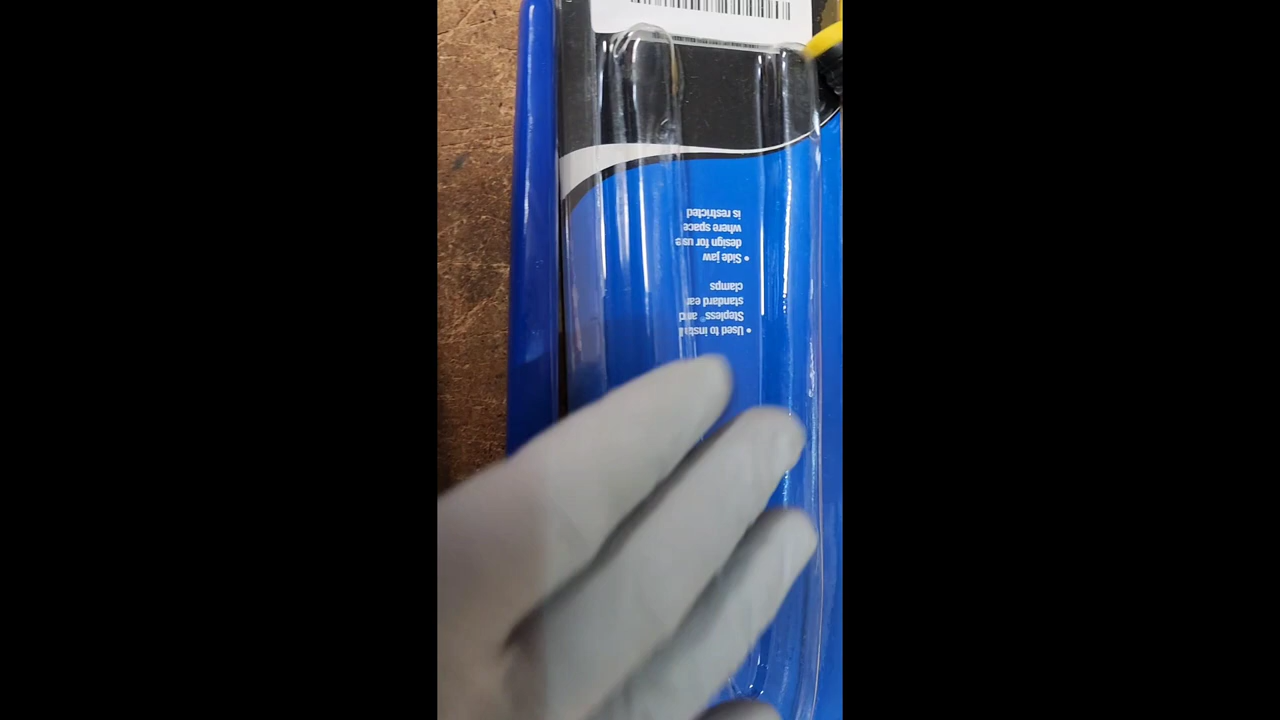 • Used to install
Stepless® and
standard ear
clamps
• Side jaw
design for use
where space
is restricted